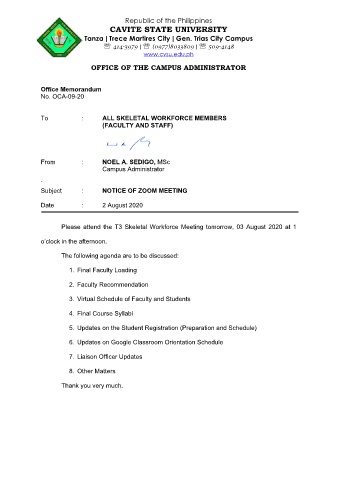 Republic of the Philippines
CAVITE STATE UNIVERSITY
Tanza | Trece Martires City | Gen. Trias City Campus
☏ 414-3979 | ☏ (0977)8033809 | ☏ 509-4148
www.cvsu.edu.ph
OFFICE OF THE CAMPUS ADMINISTRATOR
Office Memorandum
No. OCA-09-20
To : ALL SKELETAL WORKFORCE MEMBERS
(FACULTY AND STAFF)
From : NOEL A. SEDIGO, MSc
Campus Administrator
.
Subject : NOTICE OF ZOOM MEETING
Date : 2 August 2020
Please attend the T3 Skeletal Workforce Meeting tomorrow, 03 August 2020 at 1
o'clock in the afternoon.
The following agenda are to be discussed:
1. Final Faculty Loading
2. Faculty Recommendation
3. Virtual Schedule of Faculty and Students
4. Final Course Syllabi
5. Updates on the Student Registration (Preparation and Schedule)
6. Updates on Google Classroom Orientation Schedule
7. Liaison Officer Updates
8. Other Matters
Thank you very much.